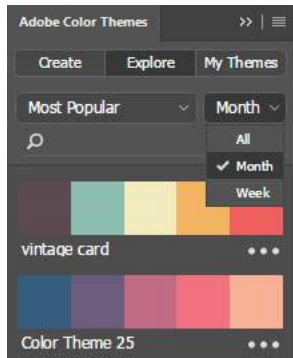 Adobe Color Themes
Create Explore My Themes
Most Popular Month
All
Month
Week
vintage card
Color Theme 25